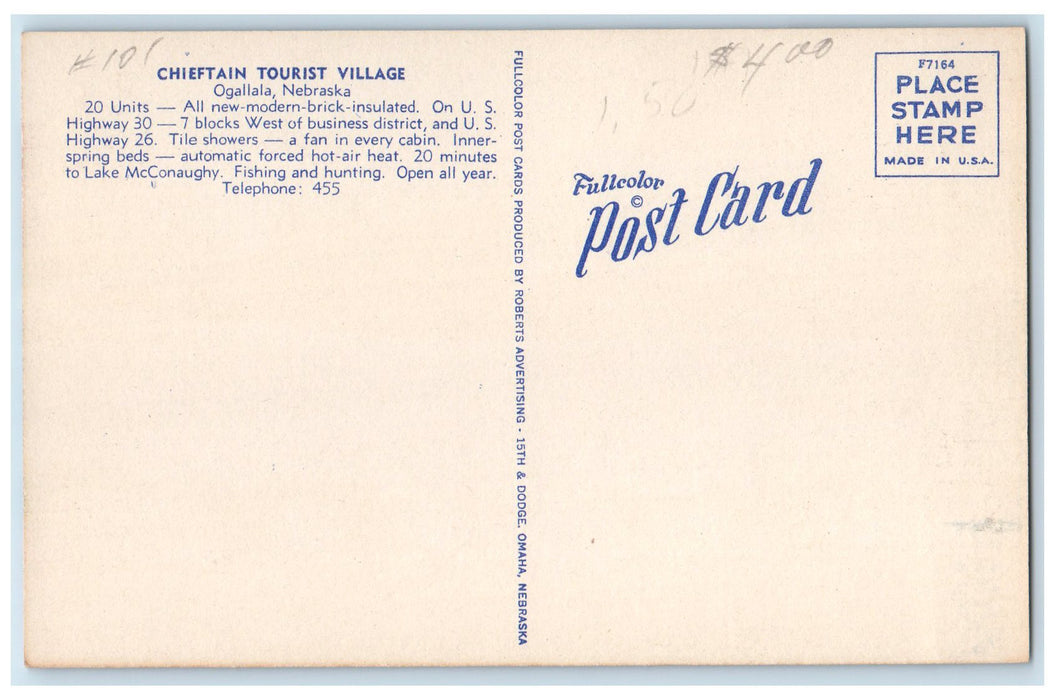 #101
CHIEFTAIN TOURIST VILLAGE
Ogallala, Nebraska
20 Units — All new-modern-brick-insulated. On U. S.
Highway 30 — 7 blocks West of business district, and U. S.
Highway 26. Tile showers — a fan in every cabin. Inner-
spring beds — automatic forced hot-air heat. 20 minutes
to Lake McConaughy. Fishing and hunting. Open all year.
Telephone: 455
FULLCOLOR POST CARDS PRODUCED BY ROBERTS ADVERTISING - 15TH & DODGE, OMAHA, NEBRASKA
1.50
$4.00
Fullcolor
©
Post Card
F7164
PLACE
STAMP
HERE
MADE IN U.S.A.